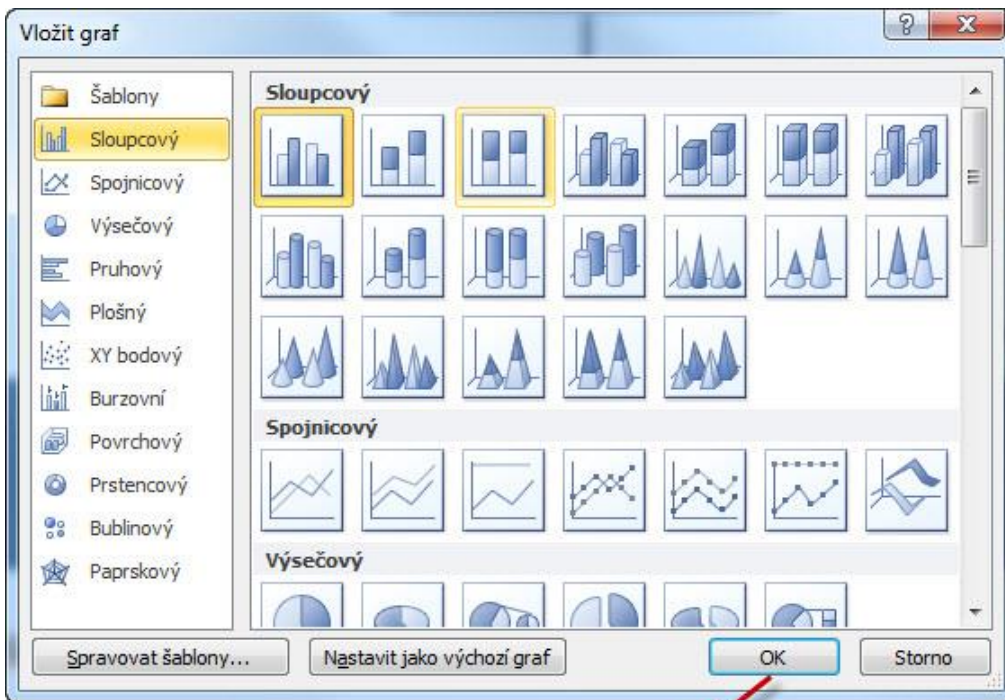 Vložit graf
Šablony
Sloupcový
Spojnicový
Výsečový
Pruhový
Plošný
XY bodový
Burzovní
Povrchový
Prstencový
Bublinový
Paprskový
Sloupcový
Spojnicový
Výsečový
Spravovat šablony...
Nastavit jako výchozí graf
OK
Storno